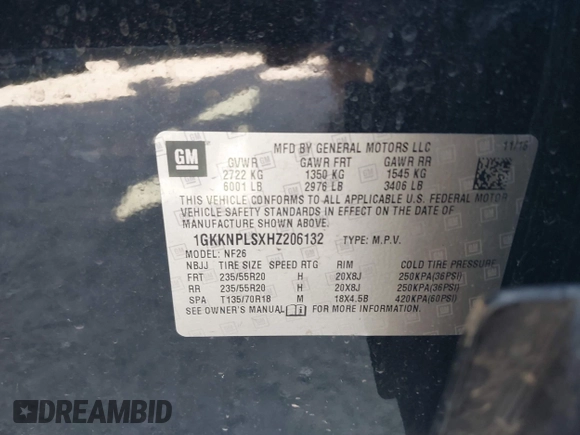 MFD BY GENERAL MOTORS LLC 11/16
GM
GVWR GAWR FRT GAWR RR
2722 KG 1350 KG 1545 KG
6001 LB 2976 LB 3406 LB
THIS VEHICLE CONFORMS TO ALL APPLICABLE U.S. FEDERAL MOTOR
VEHICLE SAFETY STANDARDS IN EFFECT ON THE DATE OF
MANUFACTURE SHOWN ABOVE.
1GKKNPLSXHZ206132 TYPE: M.P.V.
MODEL: NF26
NBJJ TIRE SIZE SPEED RTG RIM COLD TIRE PRESSURE
FRT 235/55R20 H 20X8J 250KPA(36PSI)
RR 235/55R20 H 20X8J 250KPA(36PSI)
SPA T135/70R18 M 18X4.5B 420KPA(60PSI)
SEE OWNER'S MANUAL FOR MORE INFORMATION.
DREAMBID